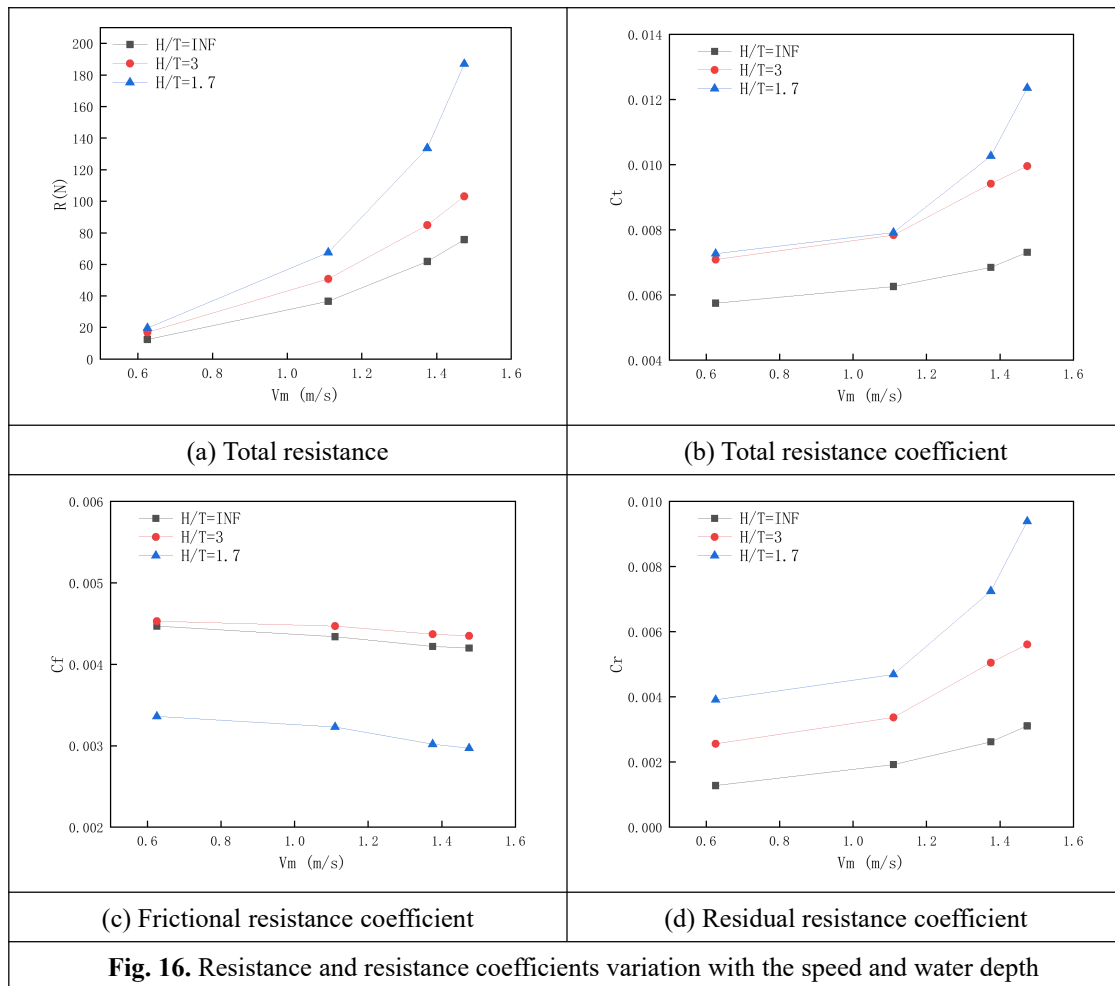 H/T=INF
H/T=3
H/T=1.7
200
180
160
140
120
100
80
60
40
20
0
R(N)
0.6 0.8 1.0 1.2 1.4 1.6
Vm (m/s)
(a) Total resistance
H/T=INF
H/T=3
H/T=1.7
0.014
0.012
0.010
0.008
0.006
0.004
Ct
0.6 0.8 1.0 1.2 1.4 1.6
Vm (m/s)
(b) Total resistance coefficient
H/T=INF
H/T=3
H/T=1.7
0.006
0.005
0.004
0.003
0.002
Cf
0.6 0.8 1.0 1.2 1.4 1.6
Vm (m/s)
(c) Frictional resistance coefficient
H/T=INF
H/T=3
H/T=1.7
0.010
0.008
0.006
0.004
0.002
0.000
Cr
0.6 0.8 1.0 1.2 1.4 1.6
Vm (m/s)
(d) Residual resistance coefficient
Fig. 16. Resistance and resistance coefficients variation with the speed and water depth